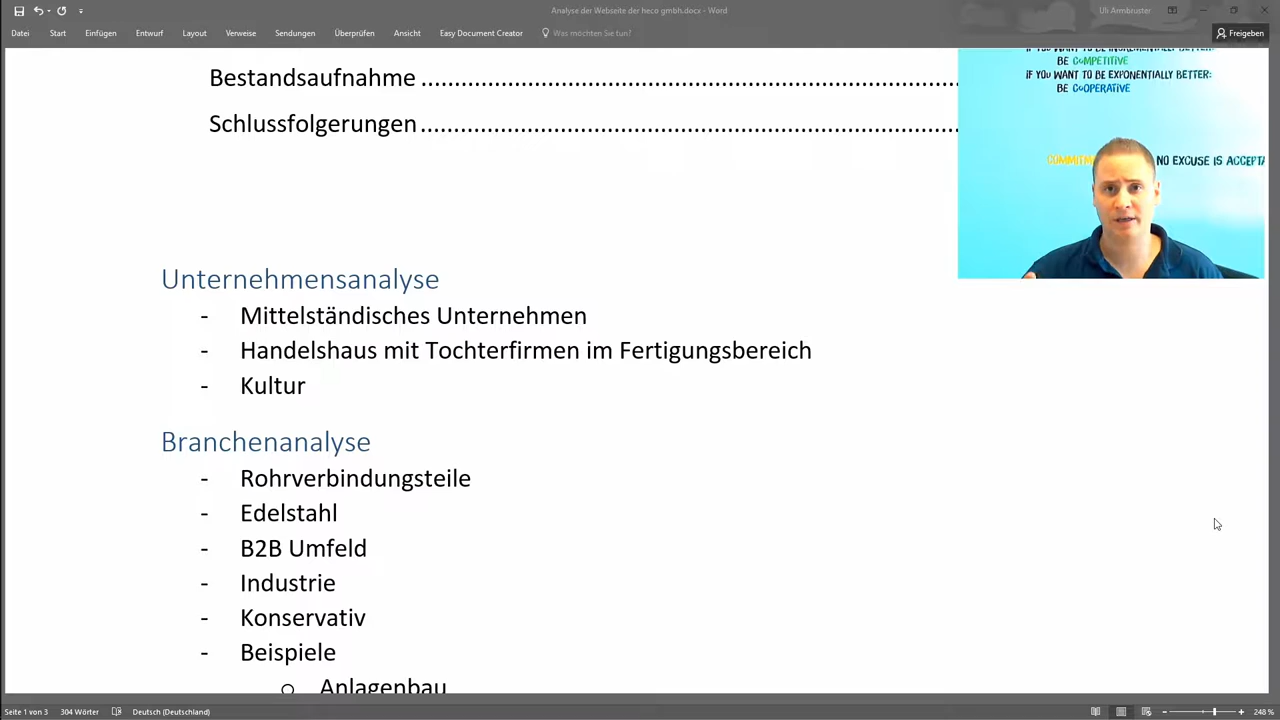 Analyse der Webseite der heco gmbh.docx - Word
Uli Armbruster
Datei Start Einfügen Entwurf Layout Verweise Sendungen Überprüfen Ansicht Easy Document Creator Was möchten Sie tun? Freigeben
Bestandsaufnahme ..........
Schlussfolgerungen ..........
IF YOU WANT TO BE INCREMENTALLY BETTER:
BE COMPETITIVE
IF YOU WANT TO BE EXPONENTIALLY BETTER:
BE COOPERATIVE
NO EXCUSE IS
Unternehmensanalyse
- Mittelständisches Unternehmen
- Handelshaus mit Tochterfirmen im Fertigungsbereich
- Kultur
Branchenanalyse
- Rohrverbindungsteile
- Edelstahl
- B2B Umfeld
- Industrie
- Konservativ
- Beispiele
o Anlagenbau
Seite 1 von 3 304 Wörter Deutsch (Deutschland) 248 %